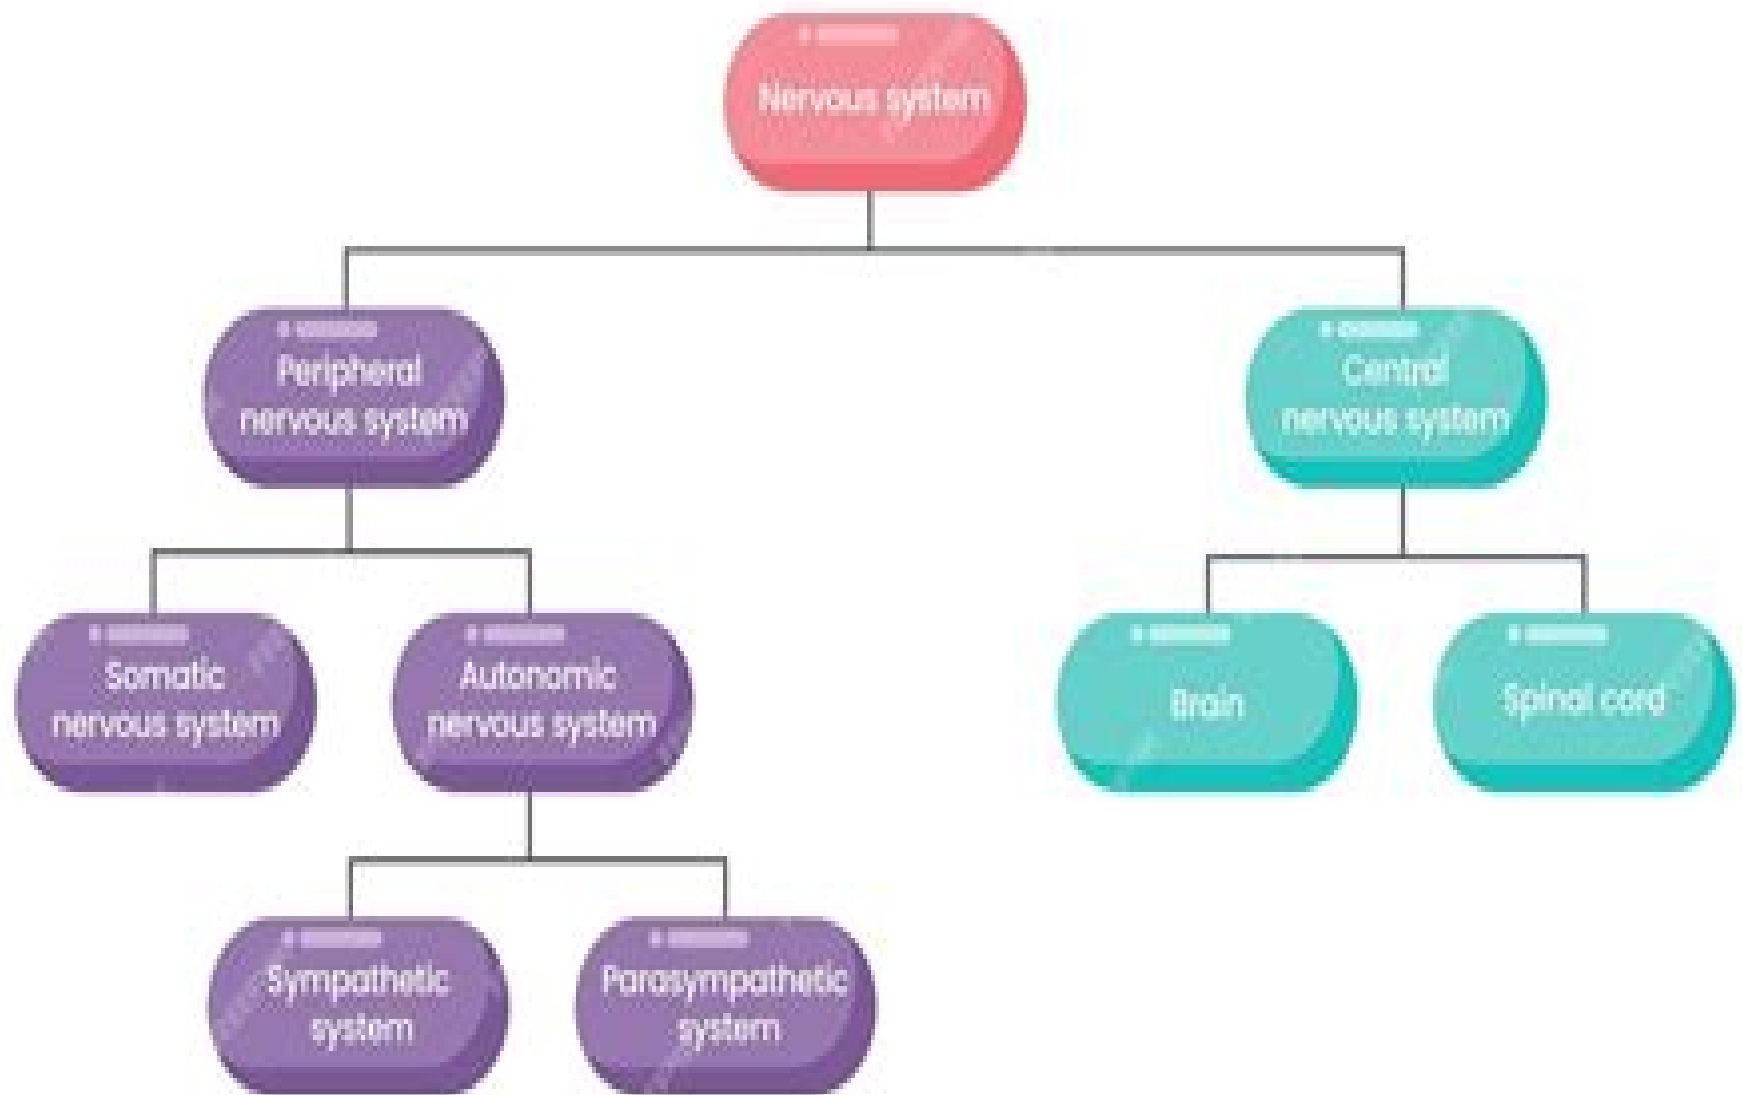 Nervous system
Peripheral
nervous system
Central
nervous system
Somatic
nervous system
Autonomic
nervous system
Brain
Spinal cord
Sympathetic
system
Parasympathetic
system